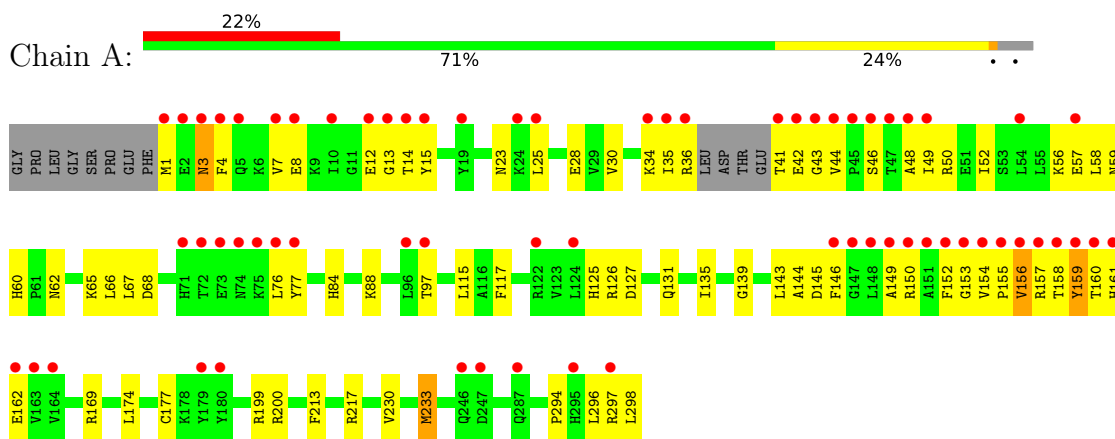 22%
Chain A:
71% 24% • •
GLY PRO LEU GLY SER PRO GLU PHE M1 E2 N3 F4 Q5 K6 V7 E8 K9 I10 G11 E12 G13 T14 Y15 Y19 N23 K24 L25 E28 V29 V30 K34 I35 R36 LEU ASP THR GLU T41 E42 G43 V44 P45 S46 T47 A48 I49 R50 E51 I52 S53 L54 L55 K56 E57 L58 N59
H60 P61 N62 K65 L66 L67 D68 H71 T72 E73 N74 K75 L76 Y77 H84 K88 L96 T97 L115 A116 F117 R122 V123 L124 H125 R126 D127 Q131 I135 G139 L143 A144 D145 F146 G147 L148 A149 R150 A151 F152 G153 V154 P155 V156 R157 T158 Y159 T160 H161
E162 V163 V164 R169 L174 C177 K178 Y179 Y180 R199 R200 F213 R217 V230 M233 Q246 D247 Q287 P294 H295 L296 R297 L298